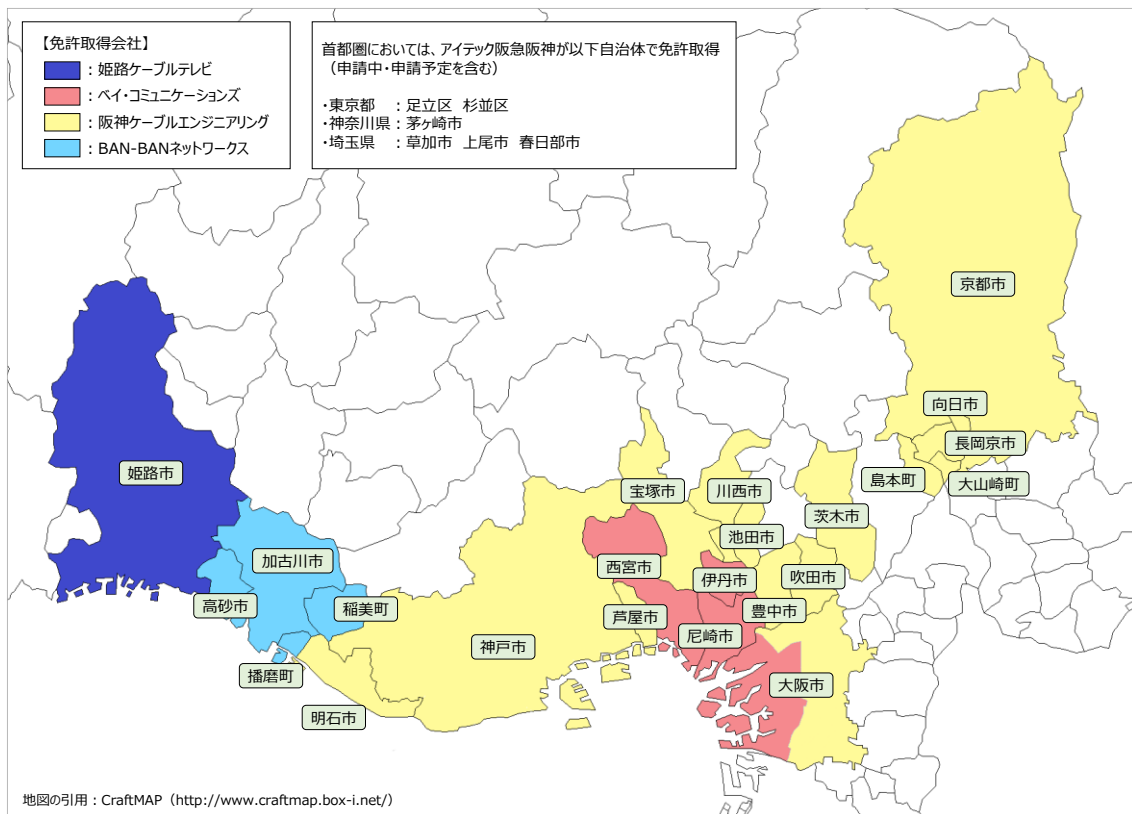 【免許取得会社】
：姫路ケーブルテレビ
：ベイ・コミュニケーションズ
：阪神ケーブルエンジニアリング
：BAN-BANネットワークス
首都圏においては、アイテック阪急阪神が以下自治体で免許取得
（申請中・申請予定を含む）
・東京都　：足立区　杉並区
・神奈川県：茅ヶ崎市
・埼玉県　：草加市　上尾市　春日部市
京都市
向日市
長岡京市
島本町
大山崎町
姫路市
宝塚市
川西市
茨木市
池田市
加古川市
西宮市
伊丹市
吹田市
高砂市
稲美町
芦屋市
豊中市
神戸市
尼崎市
播磨町
大阪市
明石市
地図の引用：CraftMAP（http://www.craftmap.box-i.net/）